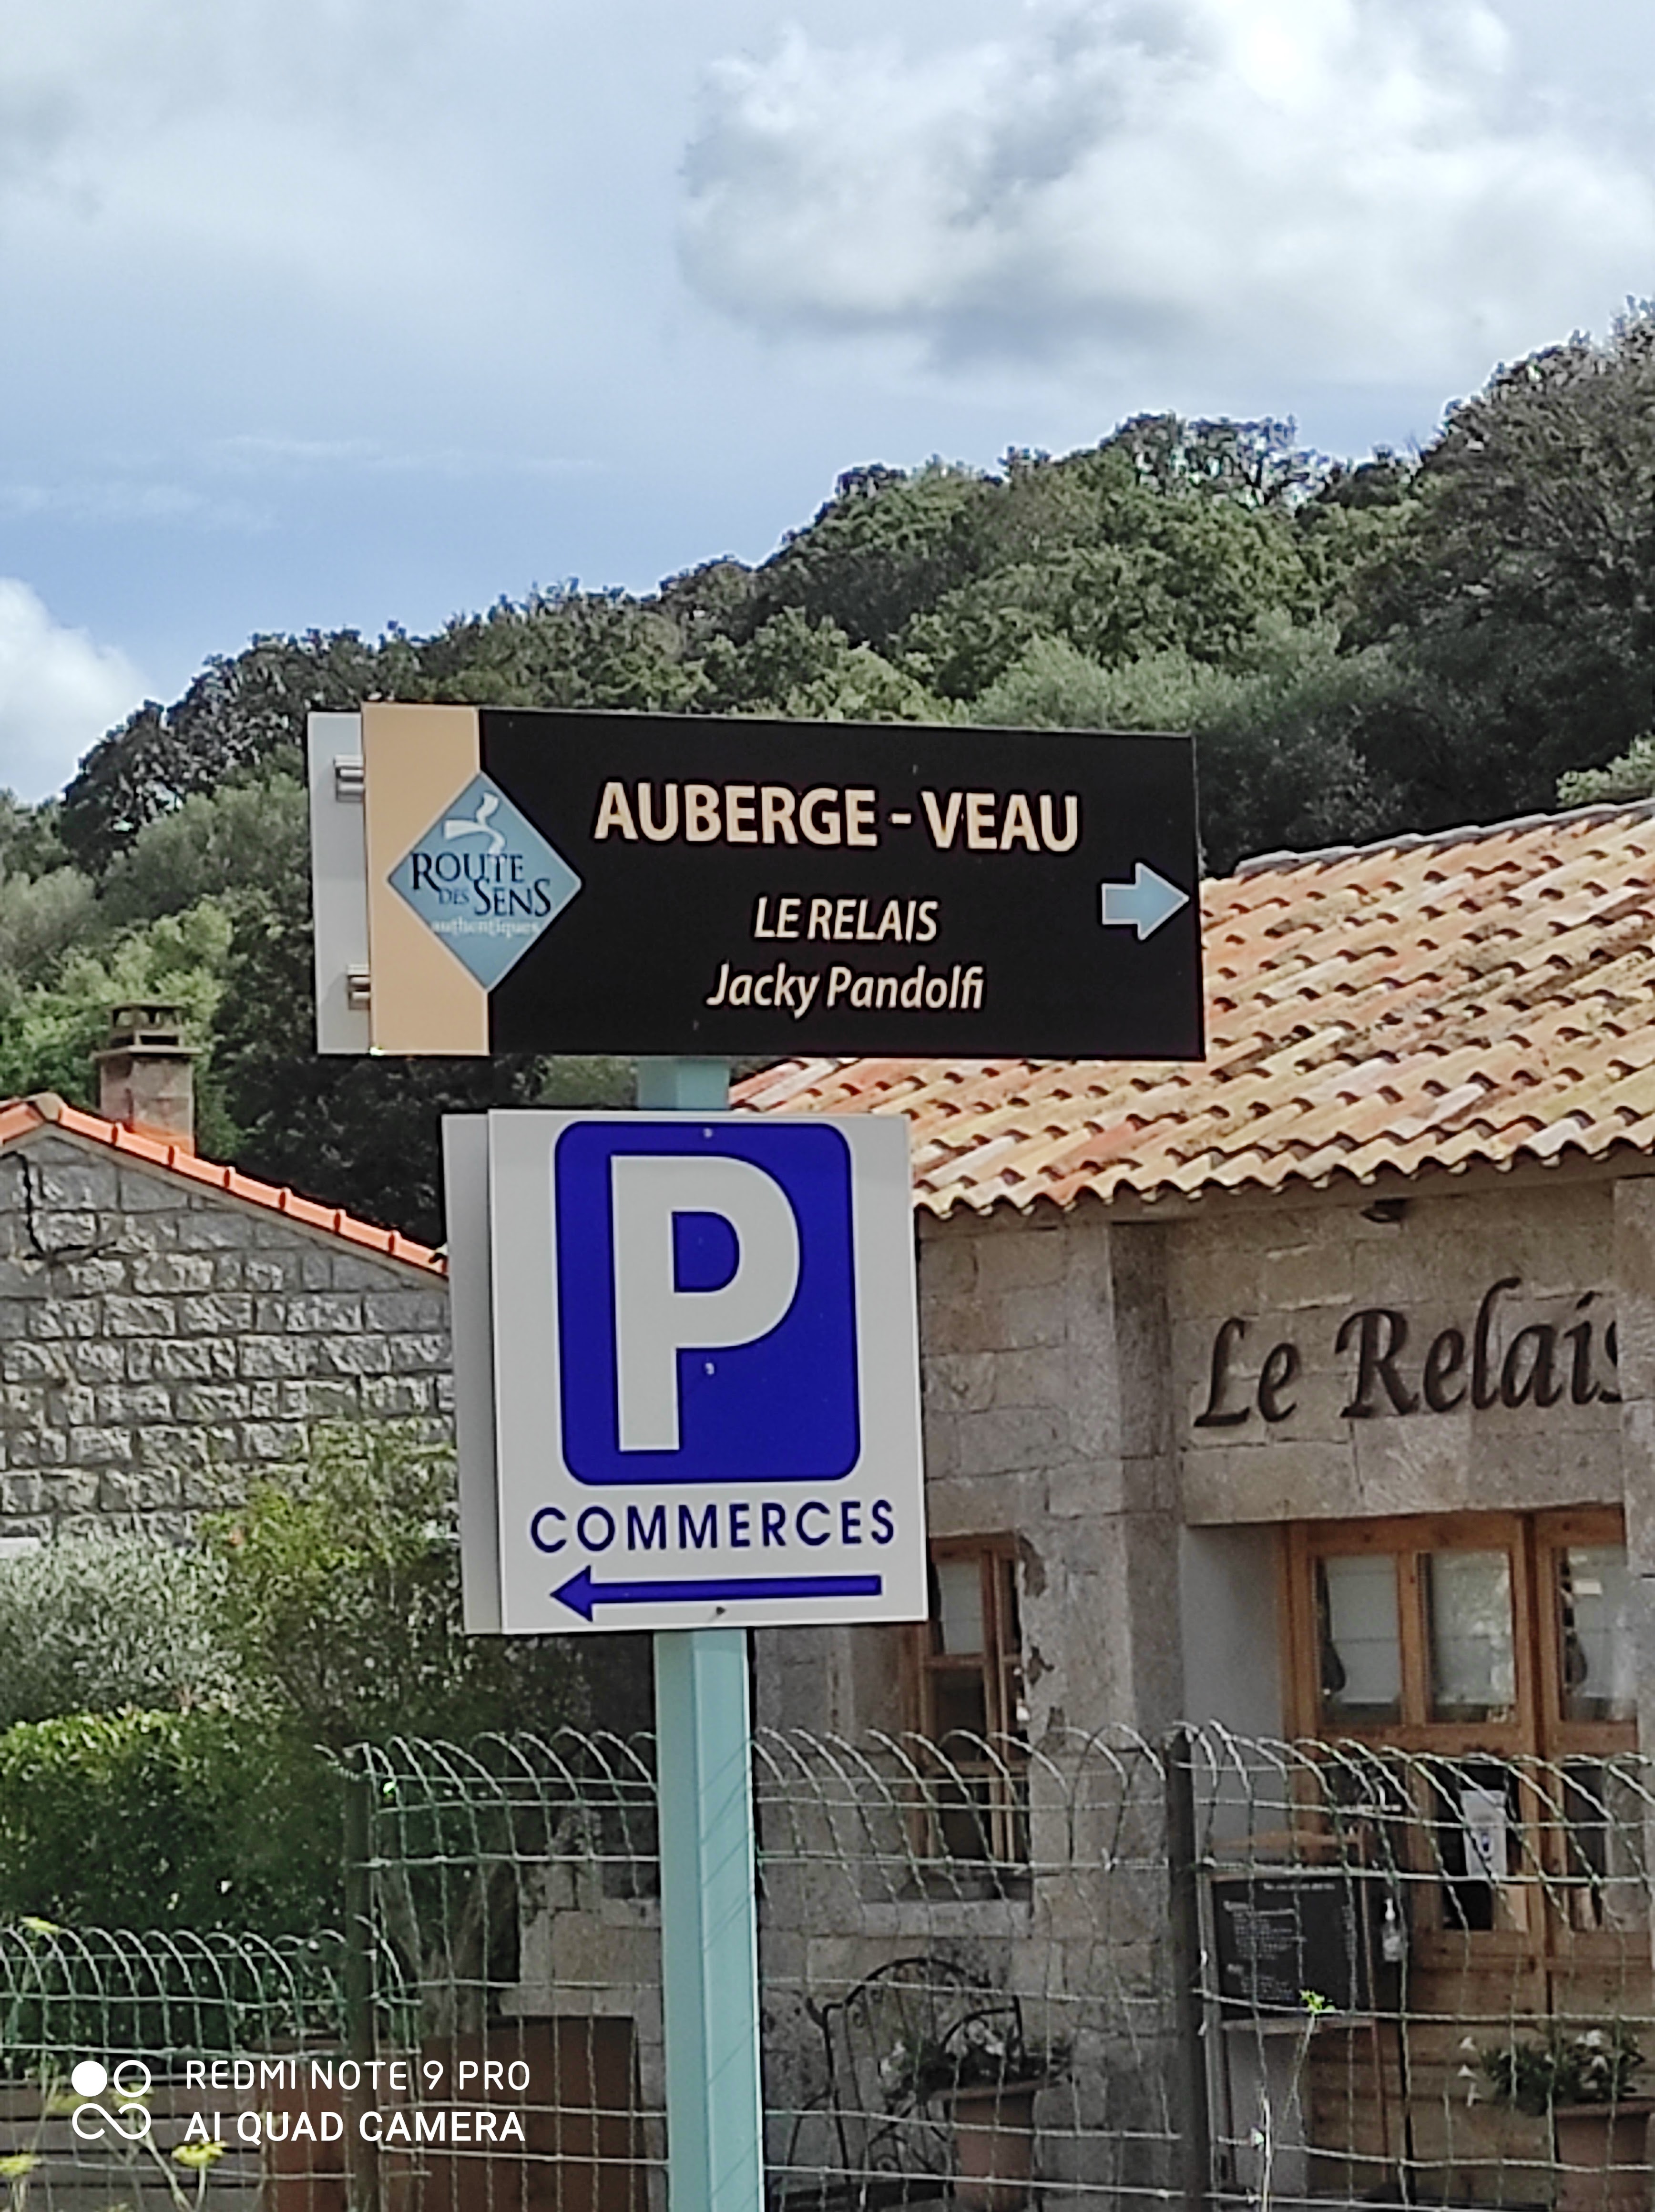 AUBERGE - VEAU
ROUTE
DES SENS
authentiques
LE RELAIS
Jacky Pandolfi
P
COMMERCES
Le Relais
REDMI NOTE 9 PRO
AI QUAD CAMERA